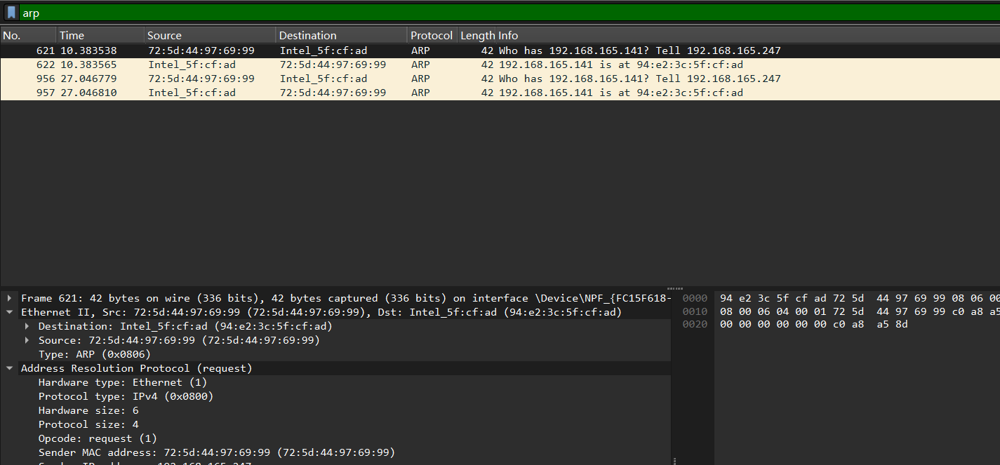 arp
No. Time Source Destination Protocol Length Info
621 10.383538 72:5d:44:97:69:99 Intel_5f:cf:ad ARP 42 Who has 192.168.165.141? Tell 192.168.165.247
622 10.383565 Intel_5f:cf:ad 72:5d:44:97:69:99 ARP 42 192.168.165.141 is at 94:e2:3c:5f:cf:ad
956 27.046779 72:5d:44:97:69:99 Intel_5f:cf:ad ARP 42 Who has 192.168.165.141? Tell 192.168.165.247
957 27.046810 Intel_5f:cf:ad 72:5d:44:97:69:99 ARP 42 192.168.165.141 is at 94:e2:3c:5f:cf:ad
Frame 621: 42 bytes on wire (336 bits), 42 bytes captured (336 bits) on interface \Device\NPF_{FC15F618-
Ethernet II, Src: 72:5d:44:97:69:99 (72:5d:44:97:69:99), Dst: Intel_5f:cf:ad (94:e2:3c:5f:cf:ad)
Destination: Intel_5f:cf:ad (94:e2:3c:5f:cf:ad)
Source: 72:5d:44:97:69:99 (72:5d:44:97:69:99)
Type: ARP (0x0806)
Address Resolution Protocol (request)
Hardware type: Ethernet (1)
Protocol type: IPv4 (0x0800)
Hardware size: 6
Protocol size: 4
Opcode: request (1)
Sender MAC address: 72:5d:44:97:69:99 (72:5d:44:97:69:99)
0000 94 e2 3c 5f cf ad 72 5d 44 97 69 99 08 06 00
0010 08 00 06 04 00 01 72 5d 44 97 69 99 c0 a8 a5
0020 00 00 00 00 00 00 c0 a8 a5 8d